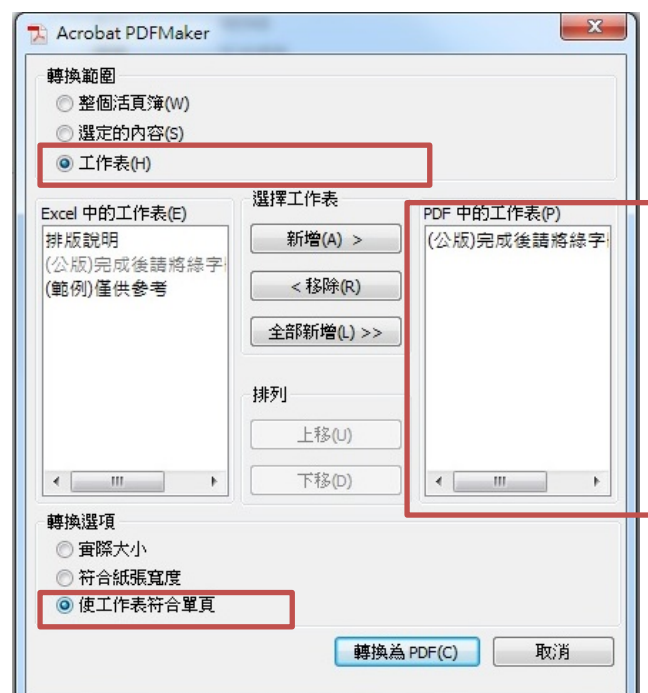 Acrobat PDFMaker
轉換範圍
整個活頁簿(W)
選定的內容(S)
工作表(H)
Excel 中的工作表(E)
排版說明
(公版)完成後請將綠字
(範例)僅供參考
選擇工作表
新增(A) >
< 移除(R)
全部新增(L) >>
排列
上移(U)
下移(D)
PDF 中的工作表(P)
(公版)完成後請將綠字
轉換選項
實際大小
符合紙張寬度
使工作表符合單頁
轉換為 PDF(C)
取消